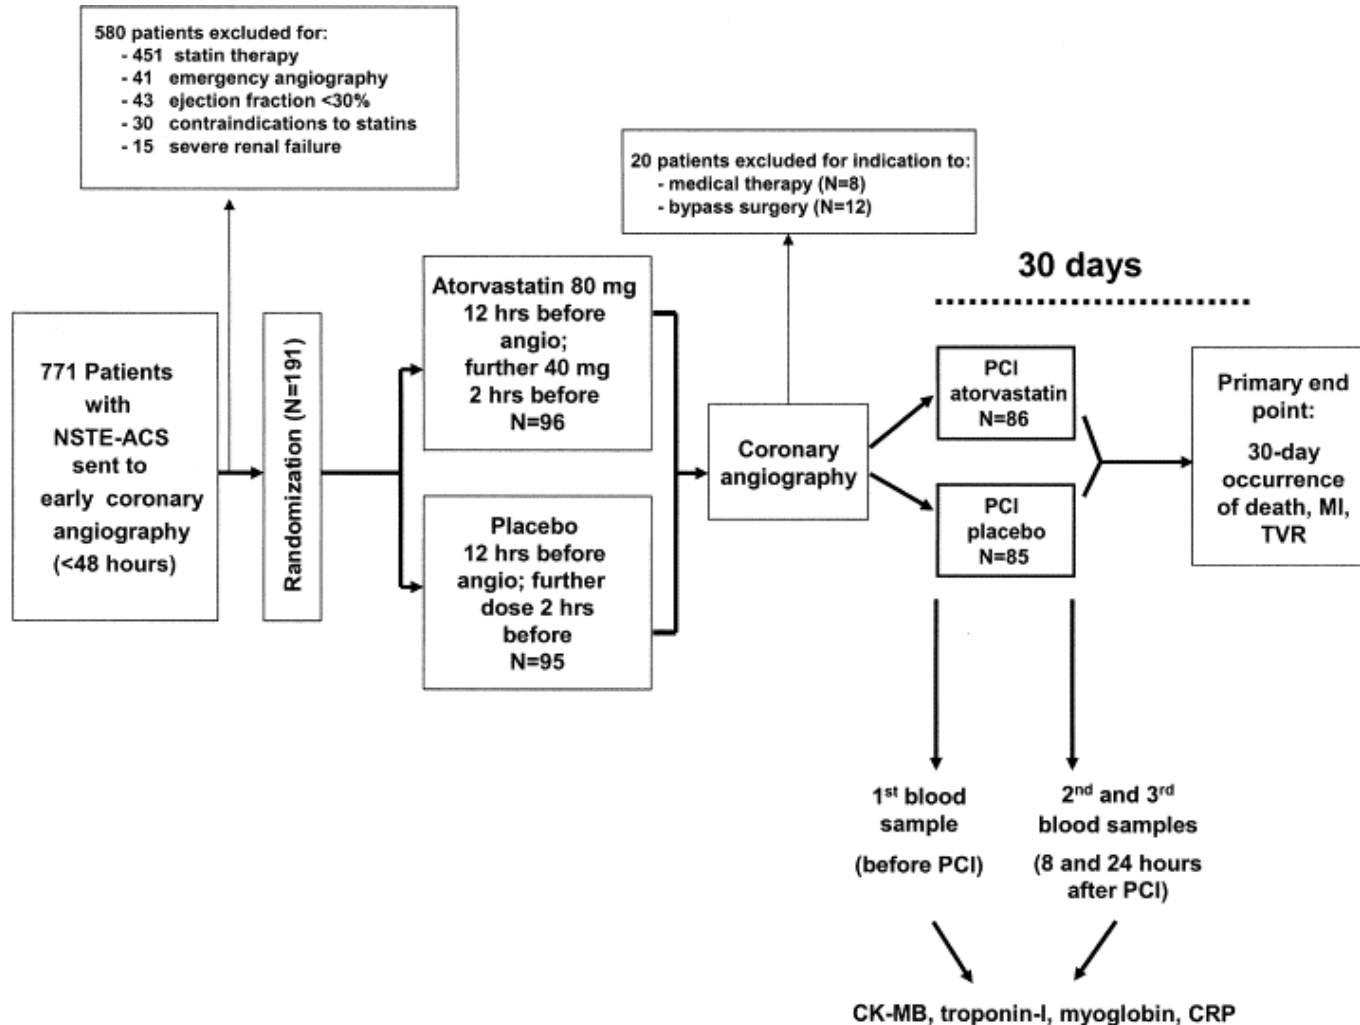 580 patients excluded for:
- 451 statin therapy
- 41 emergency angiography
- 43 ejection fraction <30%
- 30 contraindications to statins
- 15 severe renal failure
771 Patients
with
NSTE-ACS
sent to
early coronary
angiography
(<48 hours)
Randomization (N=191)
Atorvastatin 80 mg
12 hrs before
angio;
further 40 mg
2 hrs before
N=96
Placebo
12 hrs before
angio; further
dose 2 hrs
before
N=95
20 patients excluded for indication to:
- medical therapy (N=8)
- bypass surgery (N=12)
Coronary
angiography
30 days
PCI
atorvastatin
N=86
PCI
placebo
N=85
Primary end
point:
30-day
occurrence
of death, MI,
TVR
1st blood
sample
(before PCI)
2nd and 3rd
blood samples
(8 and 24 hours
after PCI)
CK-MB, troponin-I, myoglobin, CRP